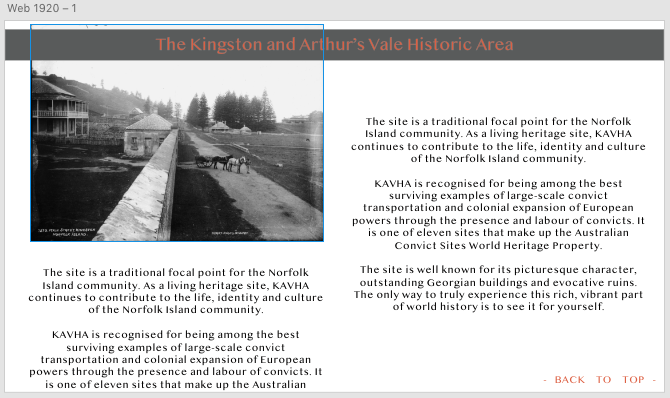 Web 1920 – 1
The Kingston and Arthur's Vale Historic Area
The site is a traditional focal point for the Norfolk
Island community. As a living heritage site, KAVHA
continues to contribute to the life, identity and culture
of the Norfolk Island community.
KAVHA is recognised for being among the best
surviving examples of large-scale convict
transportation and colonial expansion of European
powers through the presence and labour of convicts. It
is one of eleven sites that make up the Australian
The site is a traditional focal point for the Norfolk
Island community. As a living heritage site, KAVHA
continues to contribute to the life, identity and culture
of the Norfolk Island community.
KAVHA is recognised for being among the best
surviving examples of large-scale convict
transportation and colonial expansion of European
powers through the presence and labour of convicts. It
is one of eleven sites that make up the Australian
Convict Sites World Heritage Property.
The site is well known for its picturesque character,
outstanding Georgian buildings and evocative ruins.
The only way to truly experience this rich, vibrant part
of world history is to see it for yourself.
- BACK TO TOP -